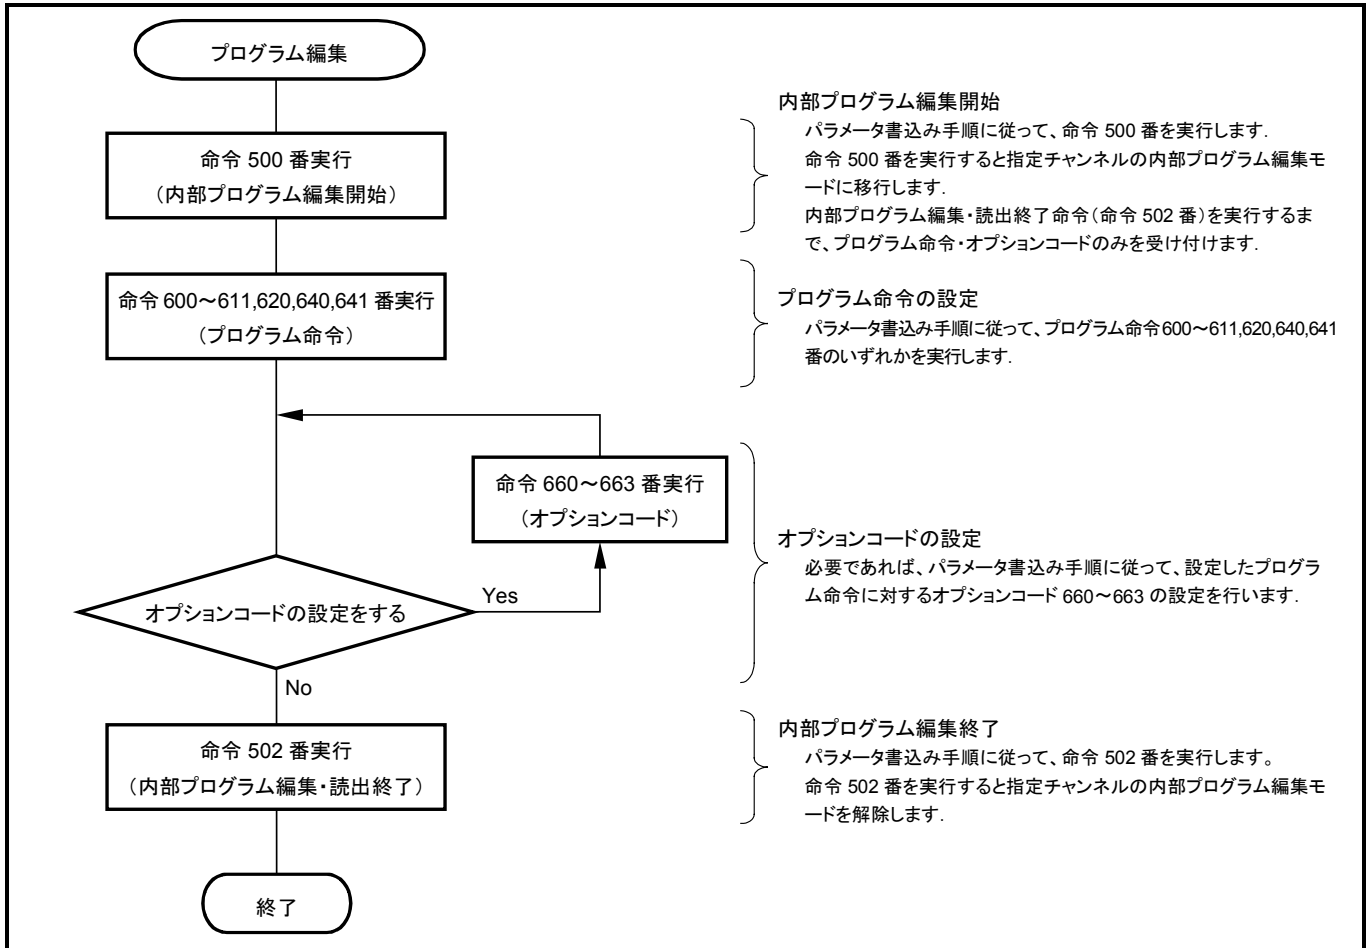 プログラム編集
命令 500 番実行
（内部プログラム編集開始）
命令 600～611,620,640,641 番実行
（プログラム命令）
命令 660～663 番実行
（オプションコード）
オプションコードの設定をする
Yes
No
命令 502 番実行
（内部プログラム編集・読出終了）
終了
内部プログラム編集開始
パラメータ書込み手順に従って、命令 500 番を実行します.
命令 500 番を実行すると指定チャンネルの内部プログラム編集モ
ードに移行します.
内部プログラム編集・読出終了命令（命令 502 番）を実行するま
で、プログラム命令・オプションコードのみを受け付けます.
プログラム命令の設定
パラメータ書込み手順に従って、プログラム命令600～611,620,640,641
番のいずれかを実行します.
オプションコードの設定
必要であれば、パラメータ書込み手順に従って、設定したプログラ
ム命令に対するオプションコード 660～663 の設定を行います.
内部プログラム編集終了
パラメータ書込み手順に従って、命令 502 番を実行します。
命令 502 番を実行すると指定チャンネルの内部プログラム編集モ
ードを解除します.